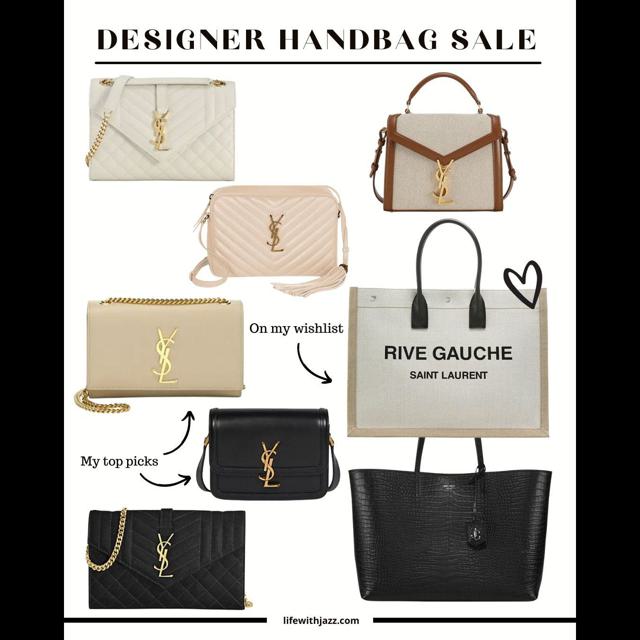 DESIGNER HANDBAG SALE
On my wishlist
RIVE GAUCHE
SAINT LAURENT
My top picks
lifewithjazz.com